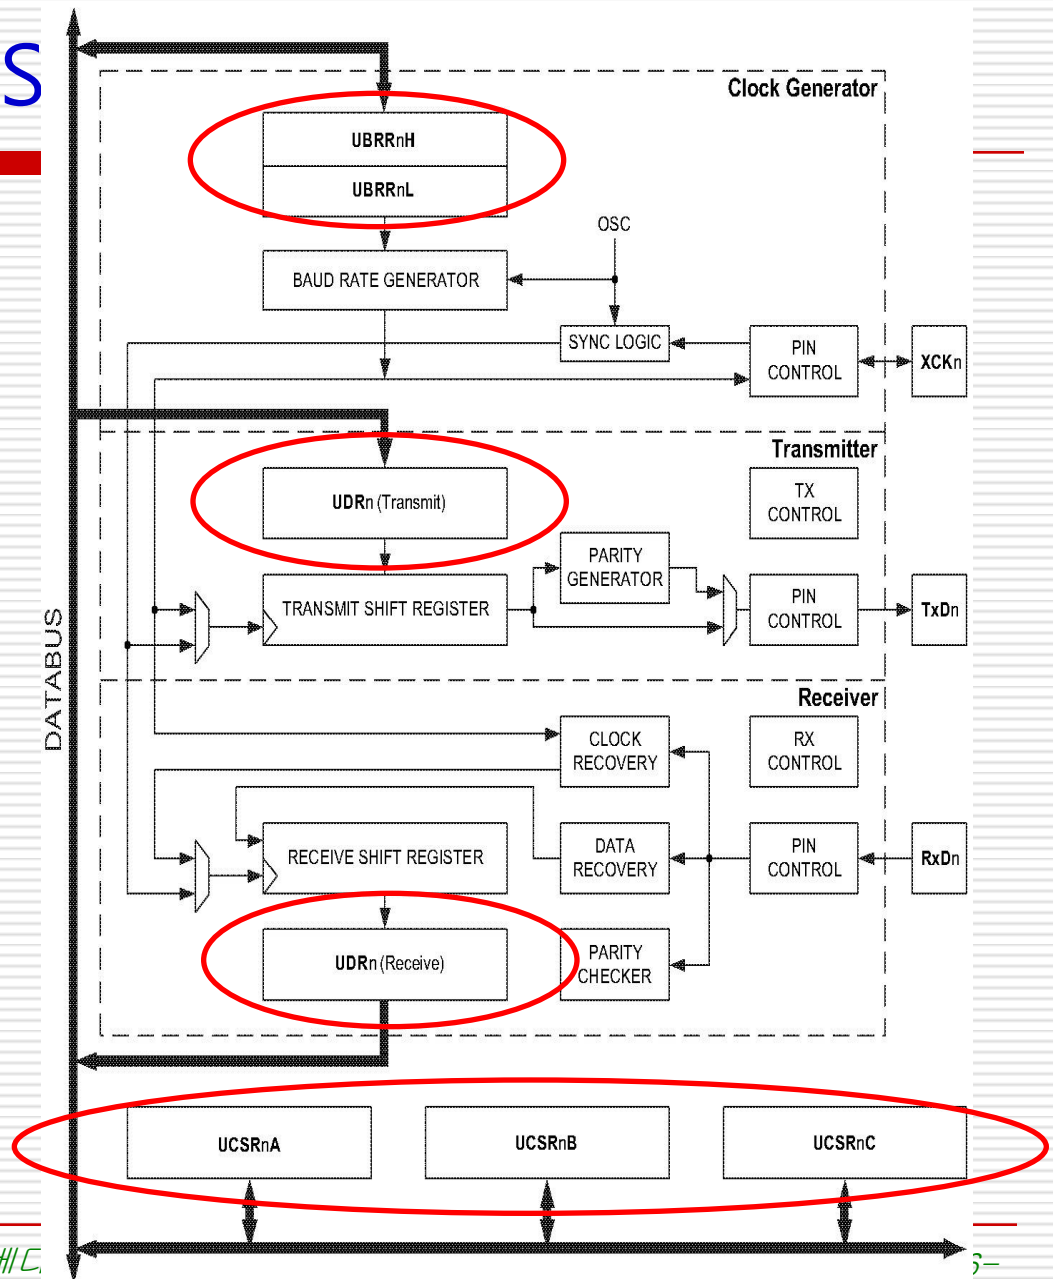 S
Clock Generator
UBRRnH
UBRRnL
OSC
BAUD RATE GENERATOR
SYNC LOGIC
PIN
CONTROL
XCKn
Transmitter
UDRn (Transmit)
TX
CONTROL
PARITY
GENERATOR
TRANSMIT SHIFT REGISTER
PIN
CONTROL
TxDn
DATABUS
Receiver
CLOCK
RECOVERY
RX
CONTROL
RECEIVE SHIFT REGISTER
DATA
RECOVERY
PIN
CONTROL
RxDn
UDRn (Receive)
PARITY
CHECKER
UCSRnA
UCSRnB
UCSRnC